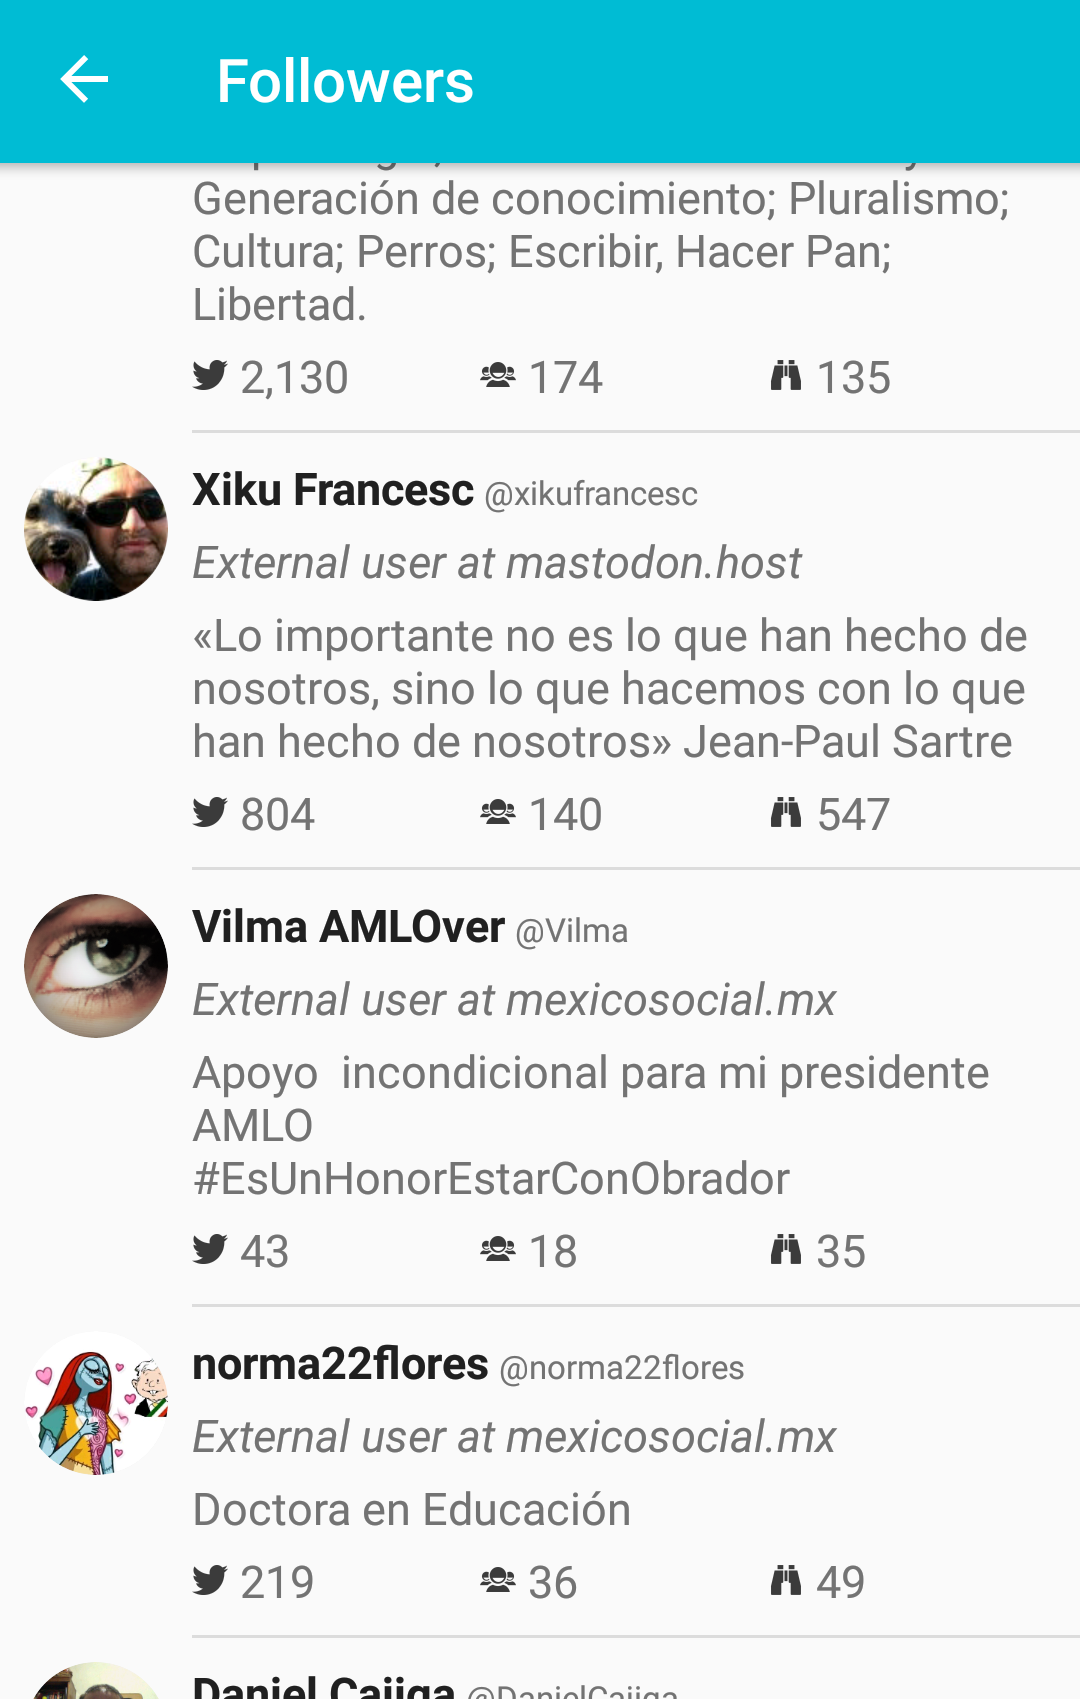 Followers
Generación de conocimiento; Pluralismo;
Cultura; Perros; Escribir, Hacer Pan;
Libertad.
2,130 174 135
Xiku Francesc @xikufrancesc
External user at mastodon.host
«Lo importante no es lo que han hecho de
nosotros, sino lo que hacemos con lo que
han hecho de nosotros» Jean-Paul Sartre
804 140 547
Vilma AMLOver @Vilma
External user at mexicosocial.mx
Apoyo  incondicional para mi presidente
AMLO
#EsUnHonorEstarConObrador
43 18 35
norma22flores @norma22flores
External user at mexicosocial.mx
Doctora en Educación
219 36 49
Daniel Cajiga @DanielCajiga